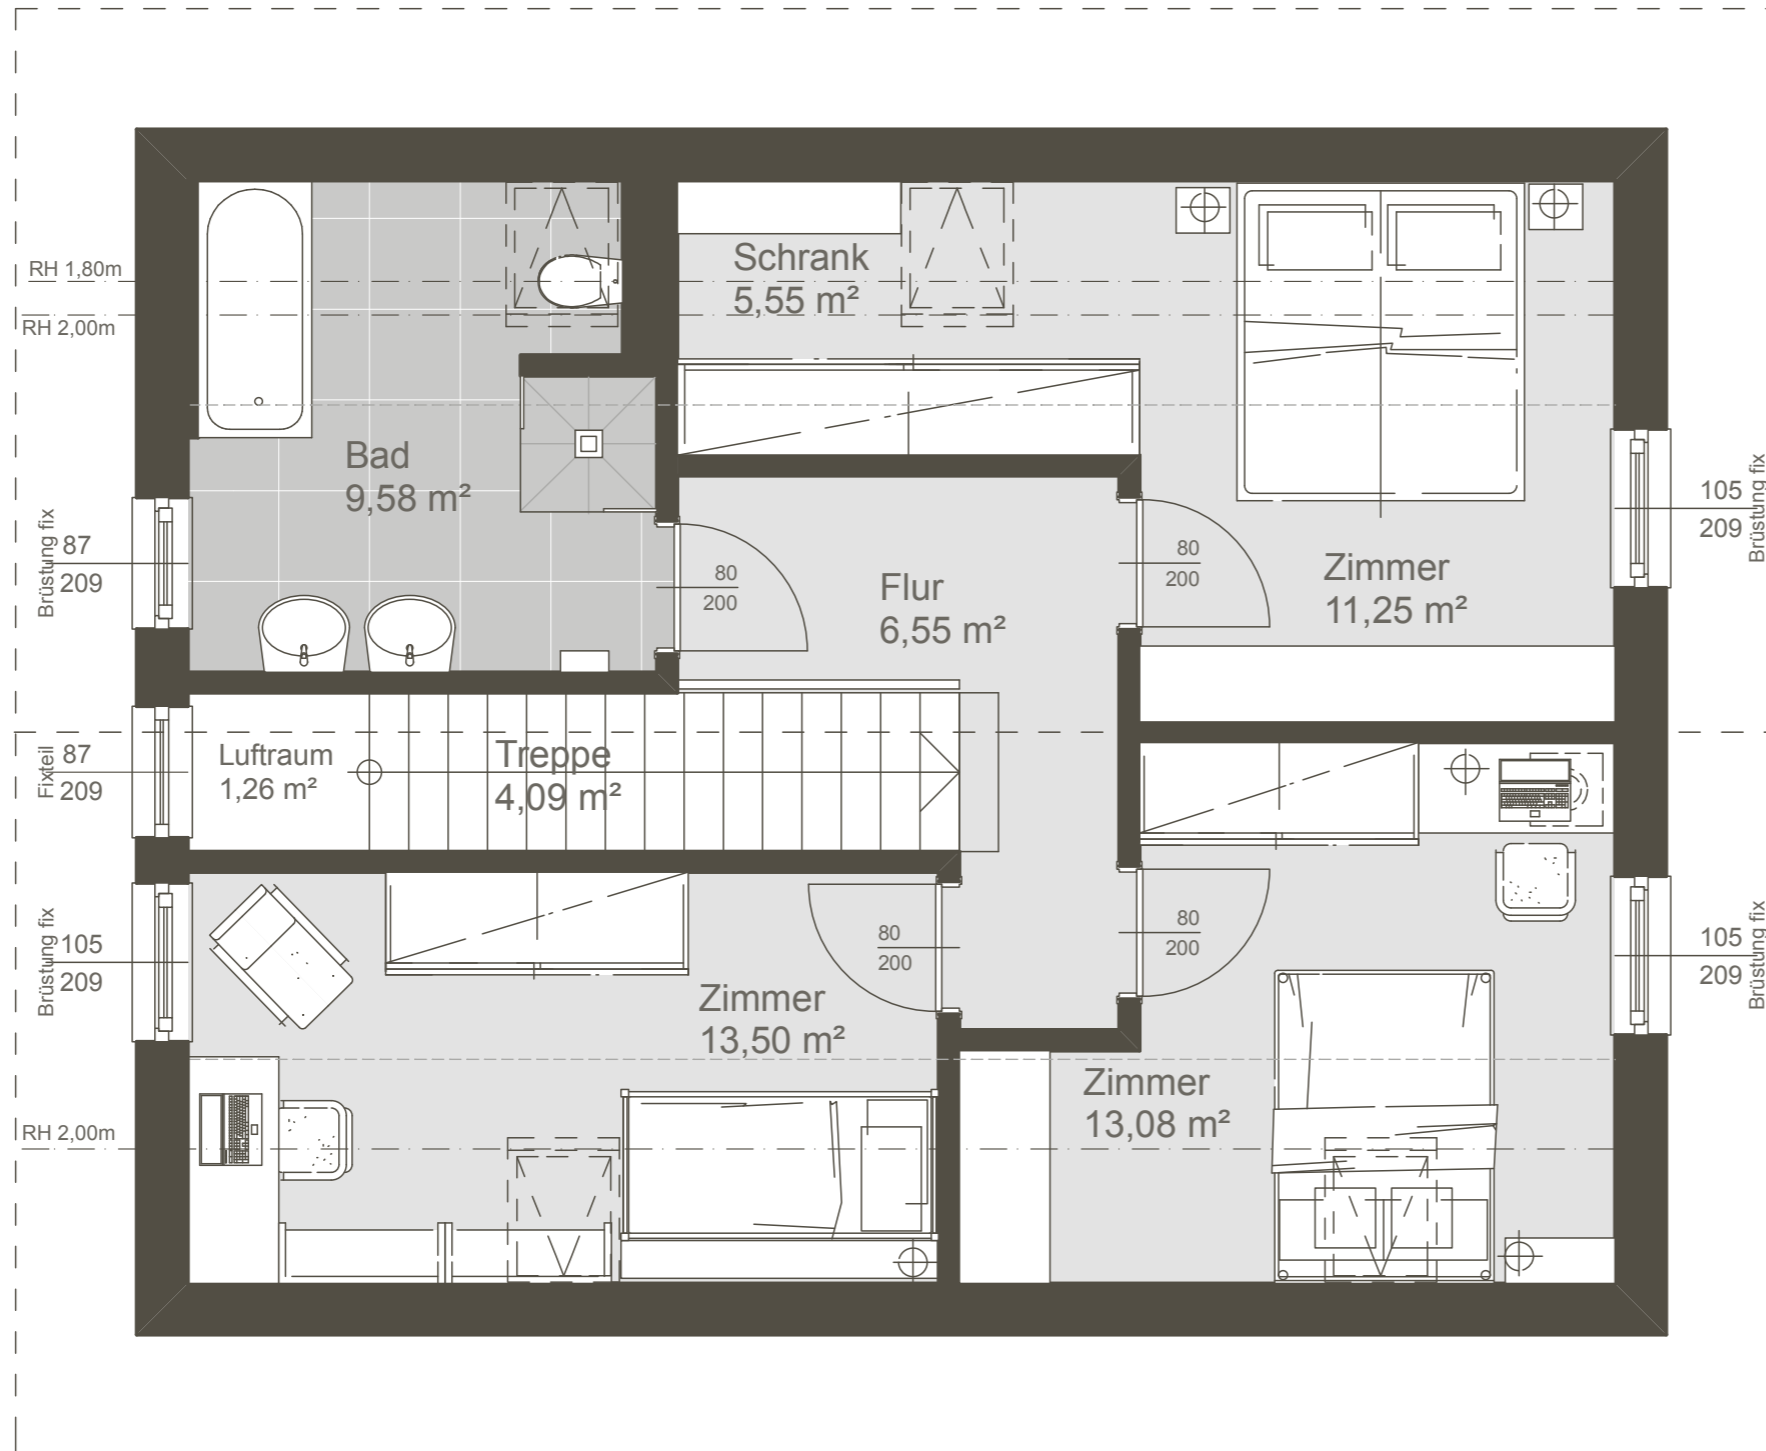 RH 1,80m
RH 2,00m
Schrank
5,55 m²
Bad
9,58 m²
Brüstung fix
87
209
80
200
Flur
6,55 m²
80
200
Zimmer
11,25 m²
105
209
Brüstung fix
Fixteil
87
209
Luftraum
1,26 m²
Treppe
4,09 m²
Brüstung fix
105
209
Zimmer
13,50 m²
80
200
80
200
Zimmer
13,08 m²
105
209
Brüstung fix
RH 2,00m